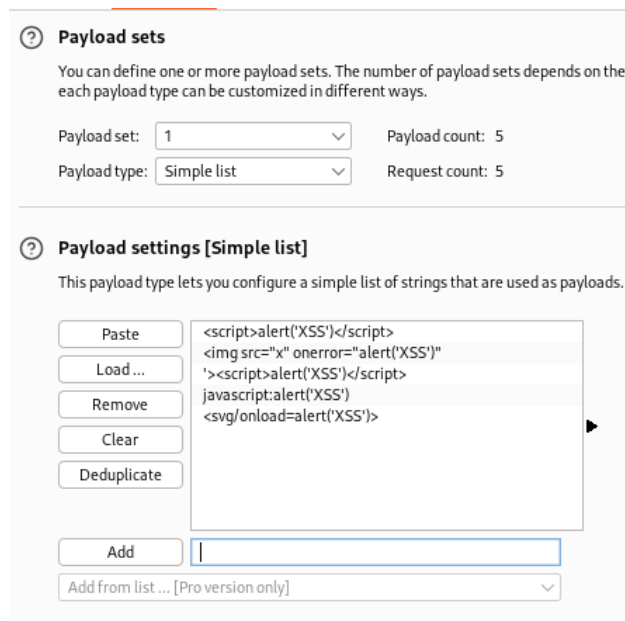 Payload sets
You can define one or more payload sets. The number of payload sets depends on the
each payload type can be customized in different ways.
Payload set: 1 Payload count: 5
Payload type: Simple list Request count: 5
Payload settings [Simple list]
This payload type lets you configure a simple list of strings that are used as payloads.
Paste
Load ...
Remove
Clear
Deduplicate
<script>alert('XSS')</script>
<img src="x" onerror="alert('XSS')"
'><script>alert('XSS')</script>
javascript:alert('XSS')
<svg/onload=alert('XSS')>
Add
Add from list ... [Pro version only]